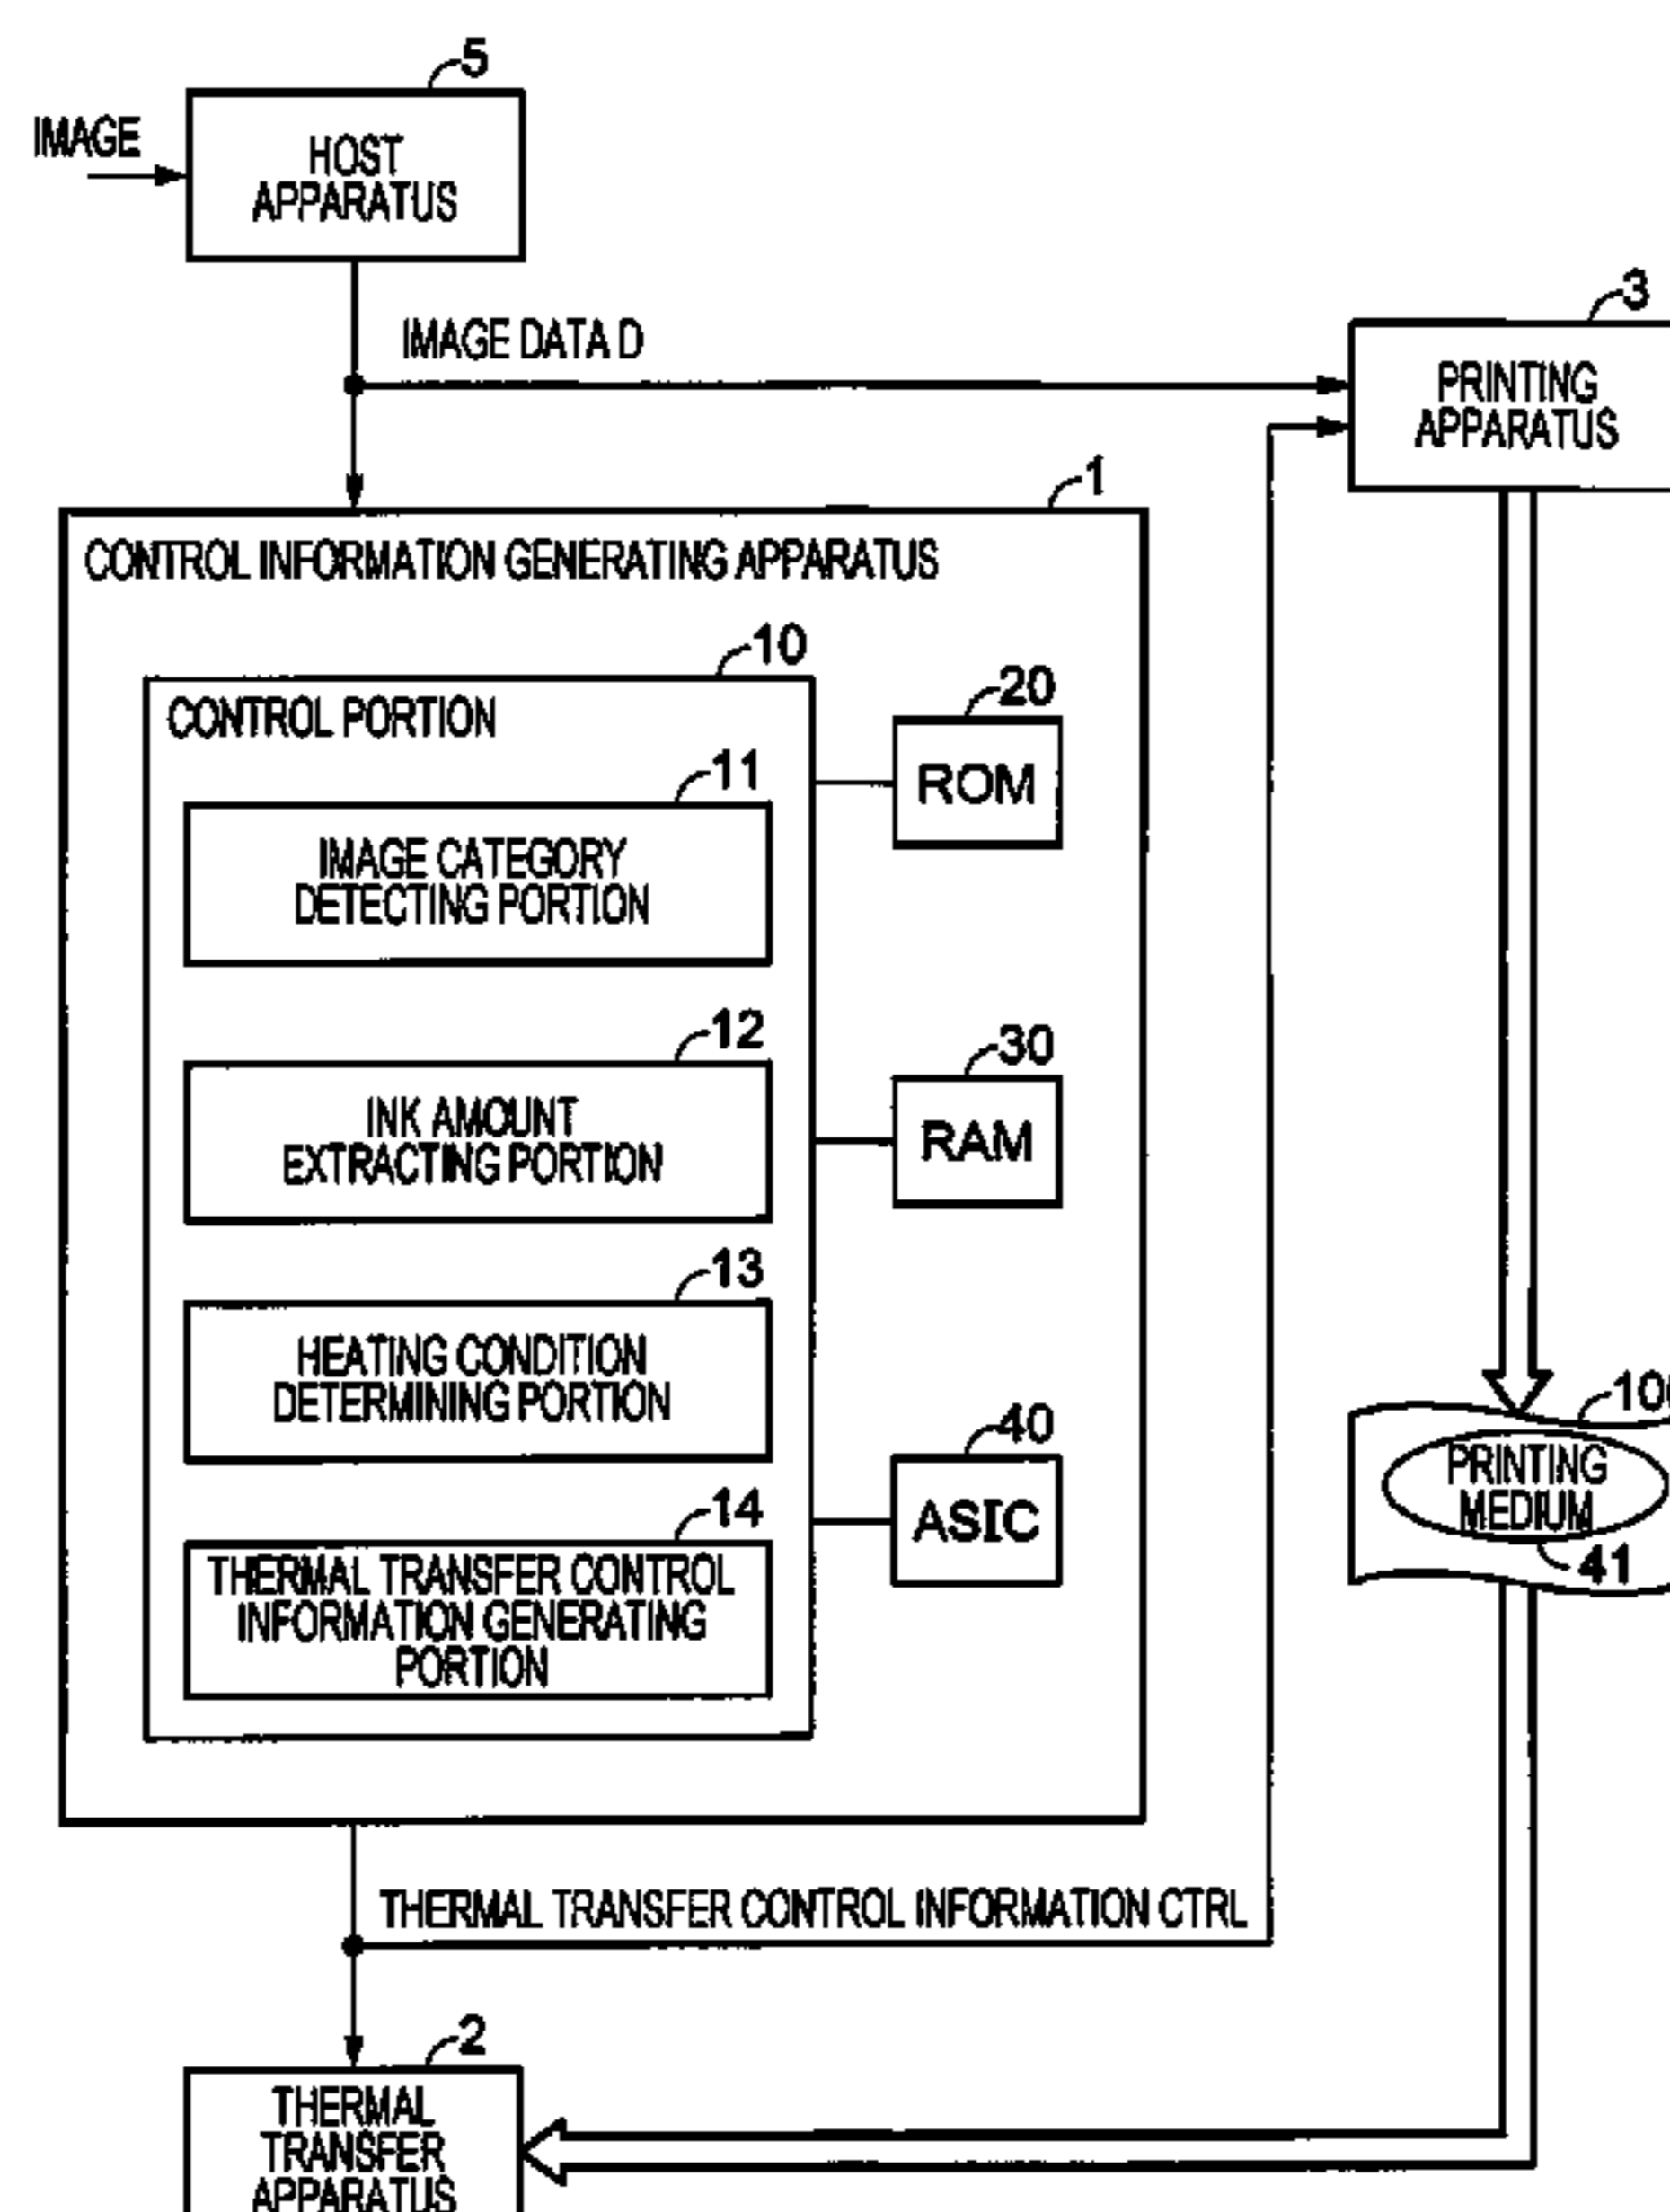 5
IMAGE
HOST
APPARATUS
3
IMAGE DATA D
PRINTING
APPARATUS
1
CONTROL INFORMATION GENERATING APPARATUS
10
CONTROL PORTION
20
ROM
11
IMAGE CATEGORY
DETECTING PORTION
12
INK AMOUNT
EXTRACTING PORTION
30
RAM
13
HEATING CONDITION
DETERMINING PORTION
100
PRINTING
MEDIUM
41
40
ASIC
14
THERMAL TRANSFER CONTROL
INFORMATION GENERATING
PORTION
THERMAL TRANSFER CONTROL INFORMATION CTRL
2
THERMAL
TRANSFER
APPARATUS